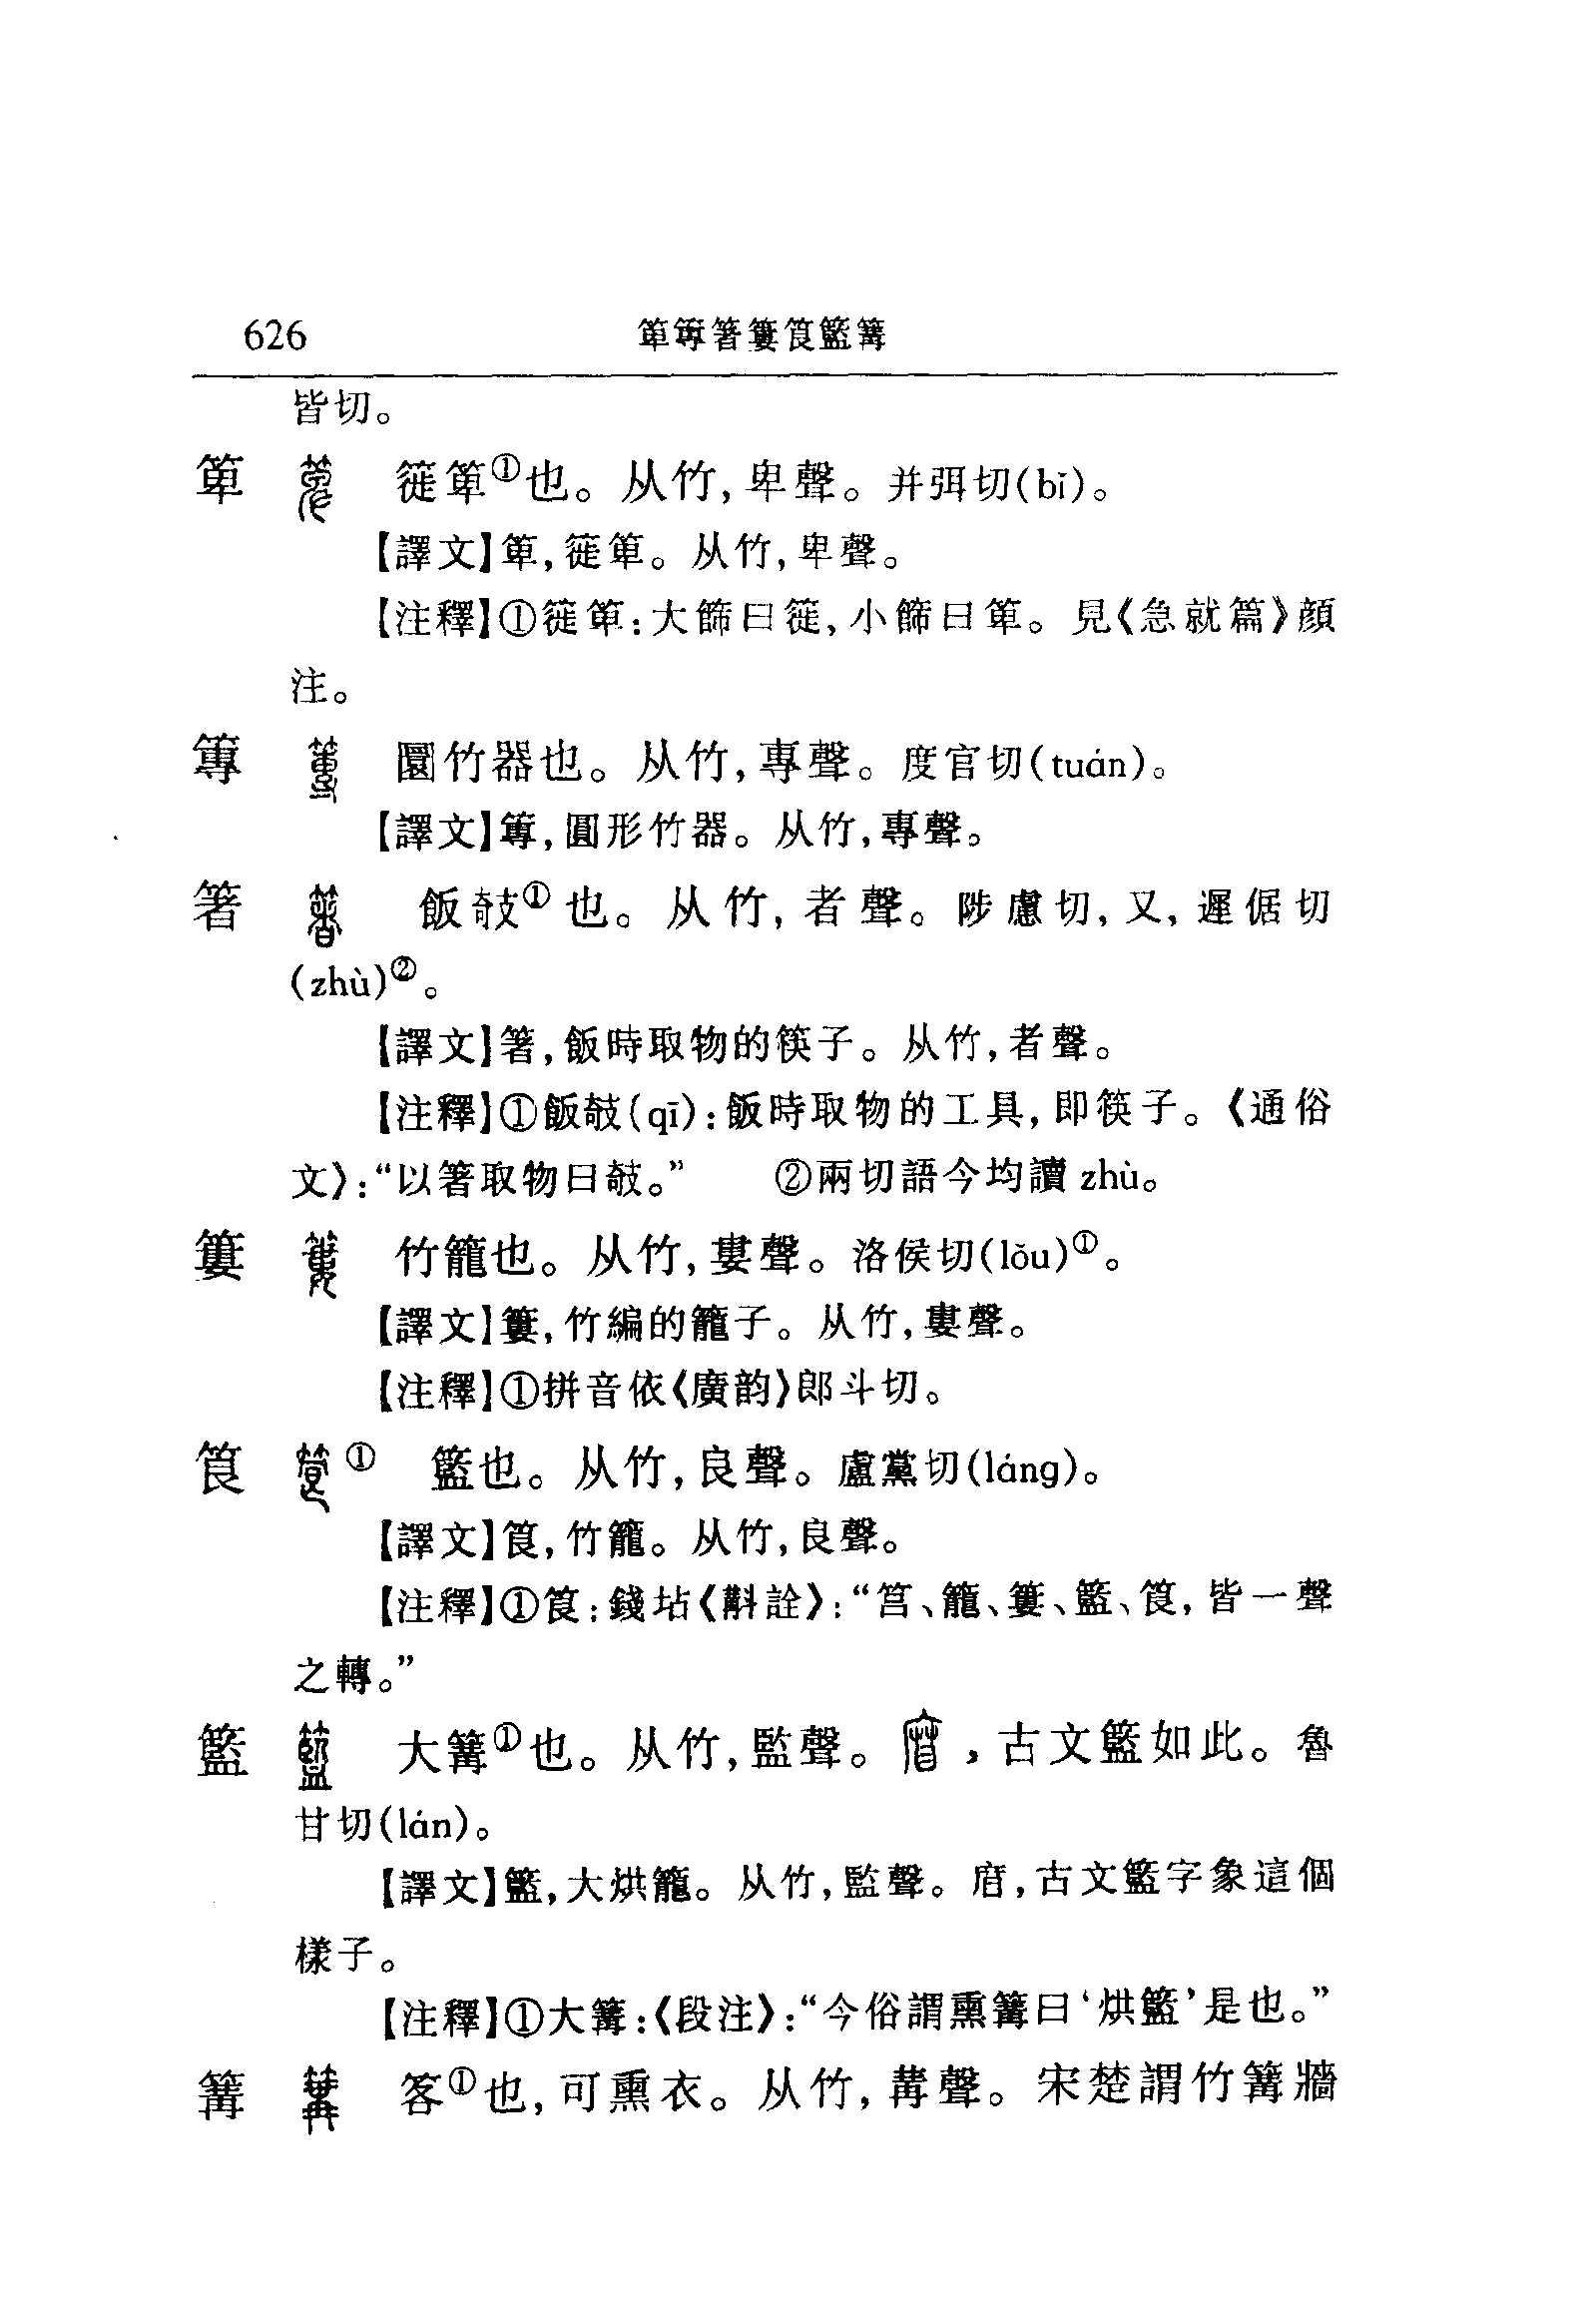 626 箄篿箸簍筤籃篝
皆切。
箄 簁箄①也。从竹,卑聲。并弭切(bǐ)。
【譯文】箄,簁箄。从竹,卑聲。
【注釋】①簁箄:大篩曰簁,小篩曰箄。見《急就篇》顔
注。
篿 圜竹器也。从竹,專聲。度官切(tuán)。
【譯文】篿,圓形竹器。从竹,專聲。
箸 飯攲①也。从竹,者聲。陟慮切,又,遲倨切
(zhù)②。
【譯文】箸,飯時取物的筷子。从竹,者聲。
【注釋】①飯攲(qī):飯時取物的工具,即筷子。《通俗
文》:“以箸取物曰攲。” ②兩切語今均讀 zhù。
簍 竹籠也。从竹,婁聲。洛侯切(lǒu)①。
【譯文】簍,竹編的籠子。从竹,婁聲。
【注釋】①拼音依《廣韵》郎斗切。
筤 ① 籃也。从竹,良聲。盧黨切(láng)。
【譯文】筤,竹籠。从竹,良聲。
【注釋】①筤:錢坫《斠詮》:“筥、籠、簍、籃、筤,皆一聲
之轉。”
籃 大篝①也。从竹,監聲。,古文籃如此。魯
甘切(lán)。
【譯文】籃,大烘籠。从竹,監聲。,古文籃字象這個
樣子。
【注釋】①大篝:《段注》:“今俗謂熏篝曰‘烘籃’是也。”
篝 笿①也,可熏衣。从竹,冓聲。宋楚謂竹篝牆